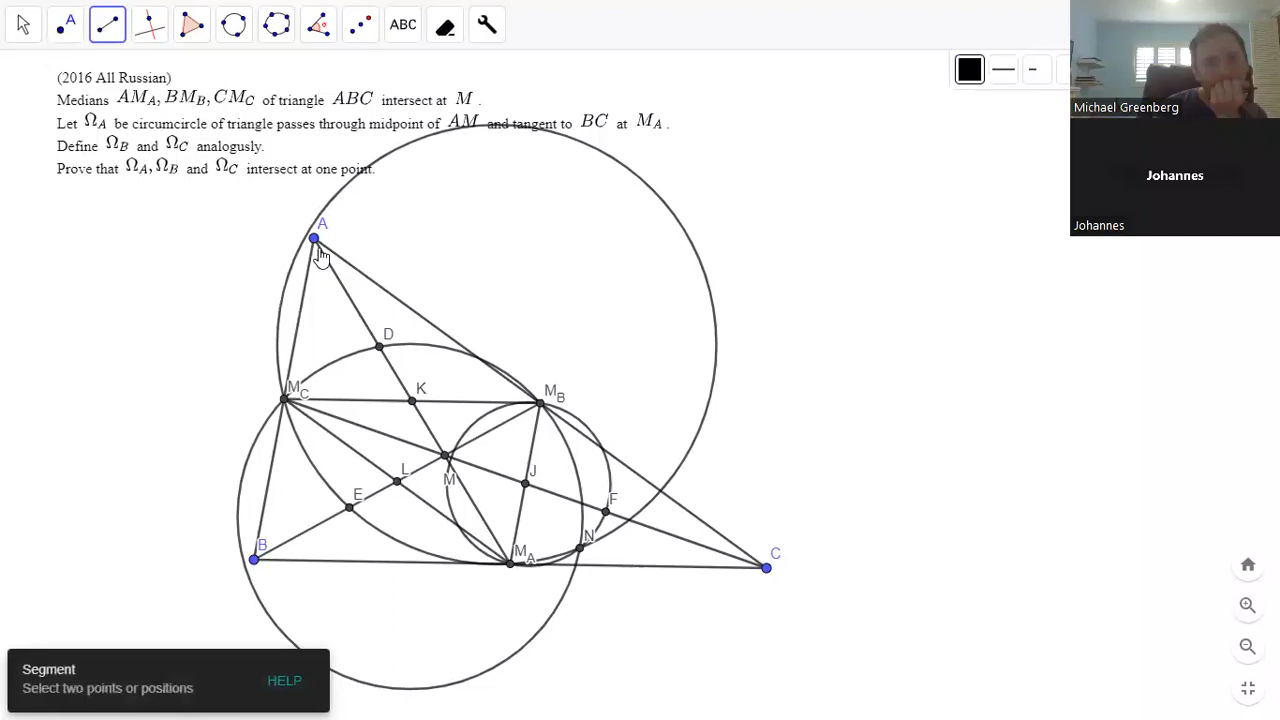 A
ABC
(2016 All Russian)
Medians AM_A, BM_B, CM_C of triangle ABC intersect at M .
Let Ω_A be circumcircle of triangle passes through midpoint of AM and tangent to BC at M_A .
Define Ω_B and Ω_C analogously.
Prove that Ω_A, Ω_B and Ω_C intersect at one point.
Michael Greenberg
Johannes
Johannes
A
D
M_C
K
M_B
L
M
J
E
F
N
B
M_A
C
Segment
Select two points or positions
HELP